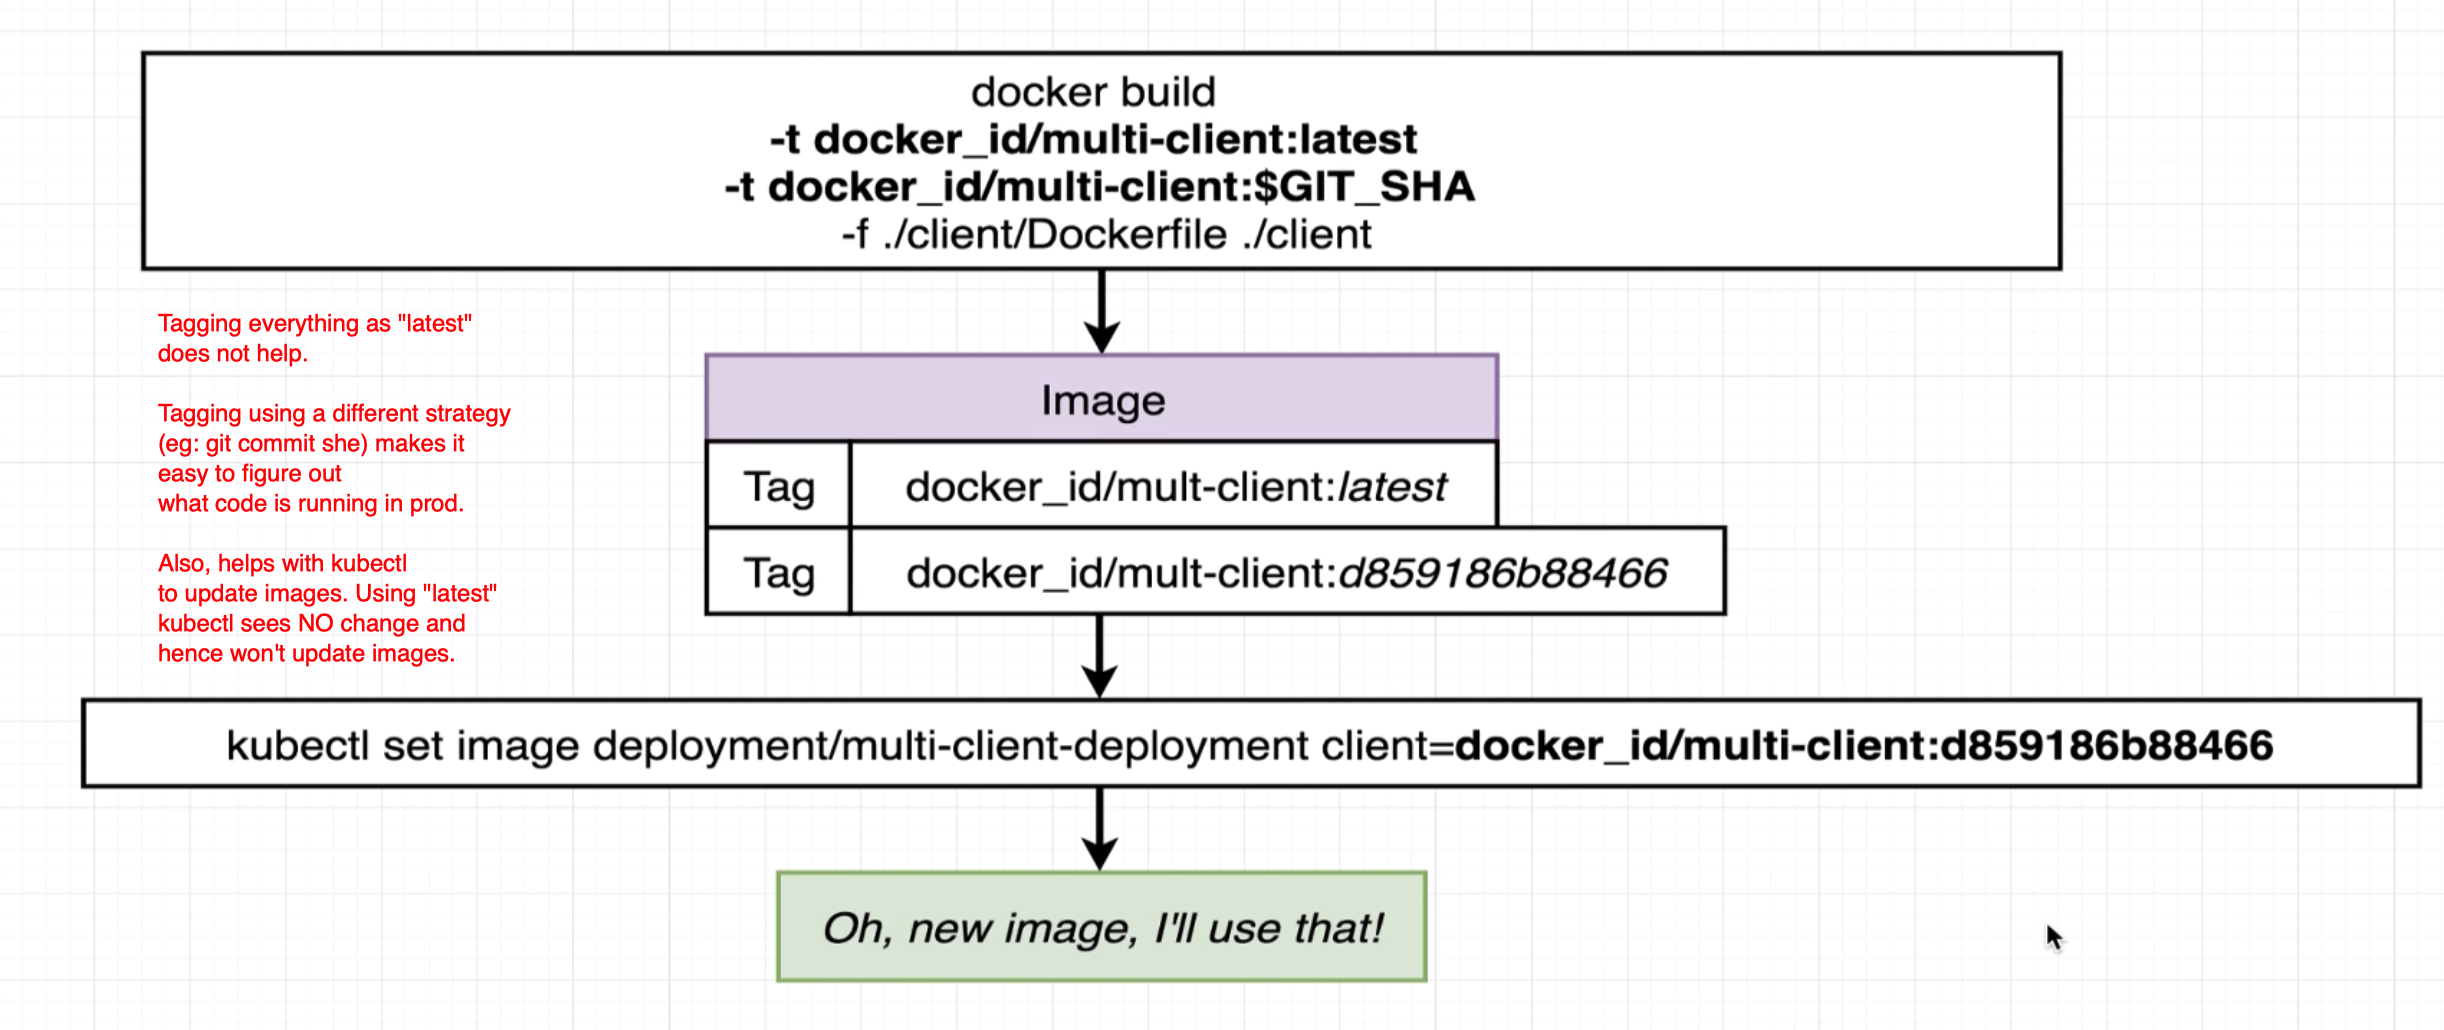 docker build
-t docker_id/multi-client:latest
-t docker_id/multi-client:$GIT_SHA
-f ./client/Dockerfile ./client
Tagging everything as "latest"
does not help.
Tagging using a different strategy
(eg: git commit she) makes it
easy to figure out
what code is running in prod.
Also, helps with kubectl
to update images. Using "latest"
kubectl sees NO change and
hence won't update images.
Image
Tag docker_id/mult-client:latest
Tag docker_id/mult-client:d859186b88466
kubectl set image deployment/multi-client-deployment client=docker_id/multi-client:d859186b88466
Oh, new image, I'll use that!